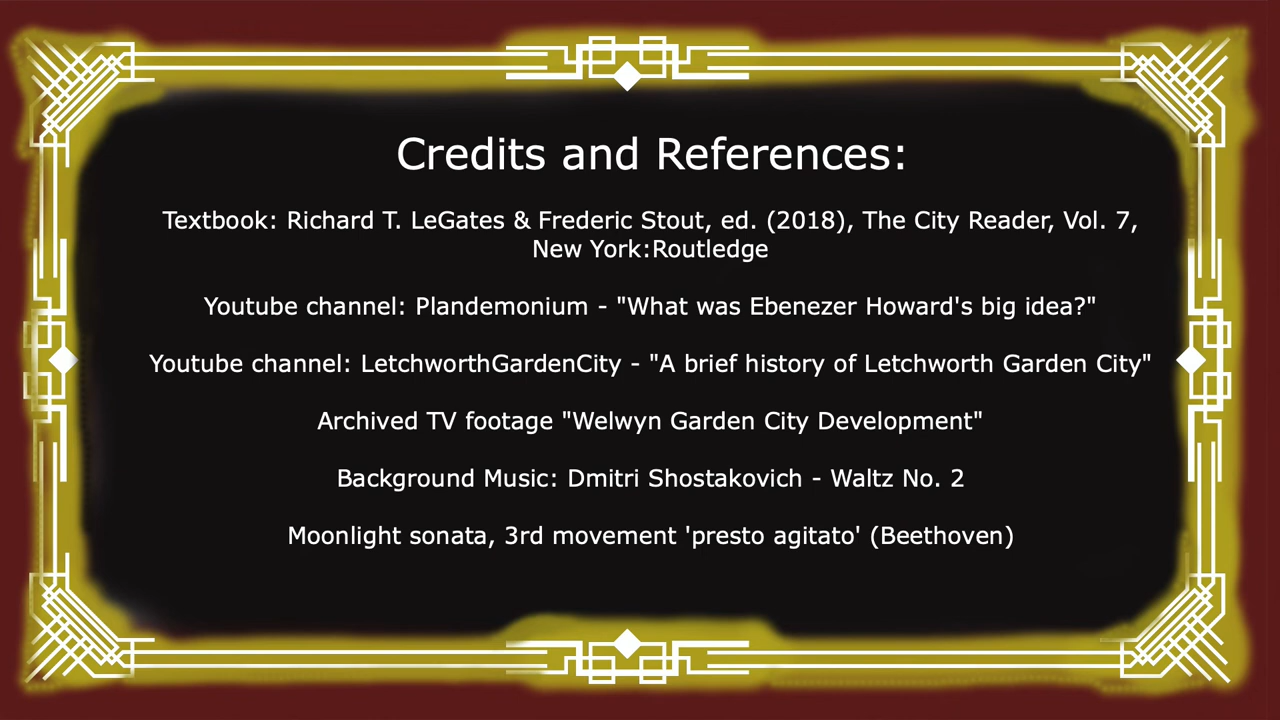 Credits and References:
Textbook: Richard T. LeGates & Frederic Stout, ed. (2018), The City Reader, Vol. 7,
New York:Routledge
Youtube channel: Plandemonium - "What was Ebenezer Howard's big idea?"
Youtube channel: LetchworthGardenCity - "A brief history of Letchworth Garden City"
Archived TV footage "Welwyn Garden City Development"
Background Music: Dmitri Shostakovich - Waltz No. 2
Moonlight sonata, 3rd movement 'presto agitato' (Beethoven)